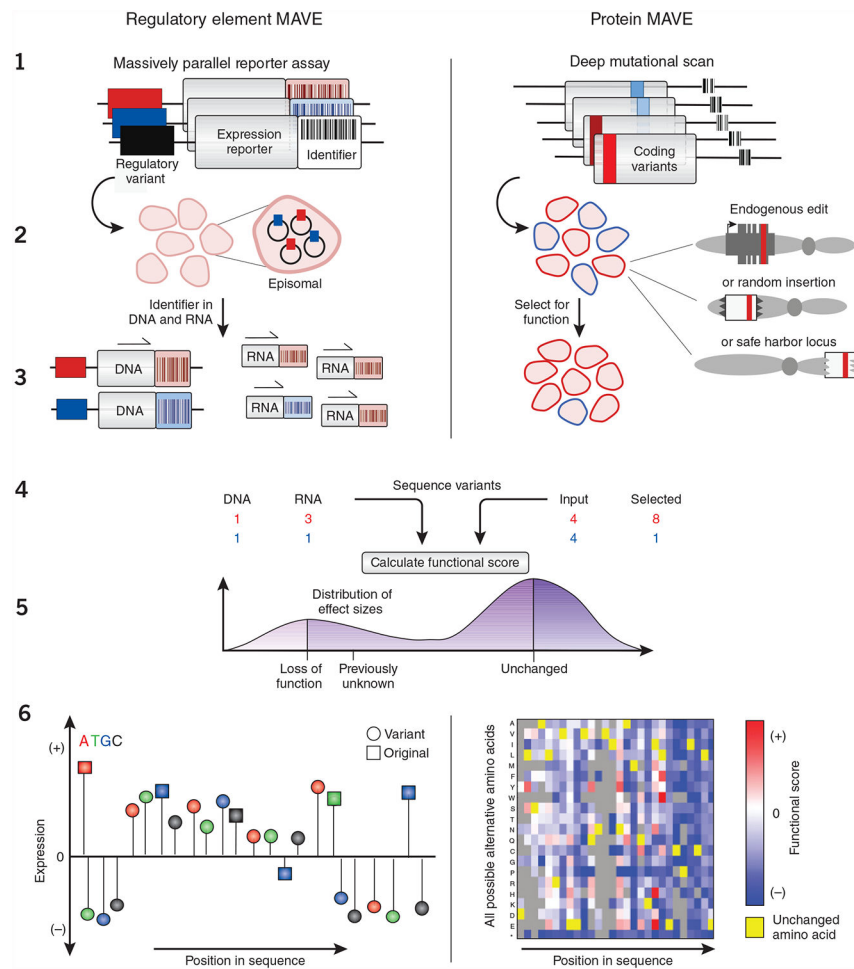 Regulatory element MAVE
Protein MAVE
1
Massively parallel reporter assay
Deep mutational scan
Expression
reporter
Identifier
Regulatory
variant
Coding
variants
2
Episomal
Endogenous edit
or random insertion
or safe harbor locus
Identifier in
DNA and RNA
Select for
function
3
DNA
RNA
RNA
DNA
RNA
RNA
4
Sequence variants
DNA RNA
Input Selected
1 3
4 8
1 1
4 1
Calculate functional score
5
Distribution of
effect sizes
Loss of
function
Previously
unknown
Unchanged
6
ATGC
Variant
Original
(+)
0
(–)
Expression
Position in sequence
All possible alternative amino acids
A
V
I
L
M
F
Y
W
S
T
N
Q
C
G
P
R
H
K
D
E
*
Position in sequence
(+)
0
(–)
Functional score
Unchanged
amino acid